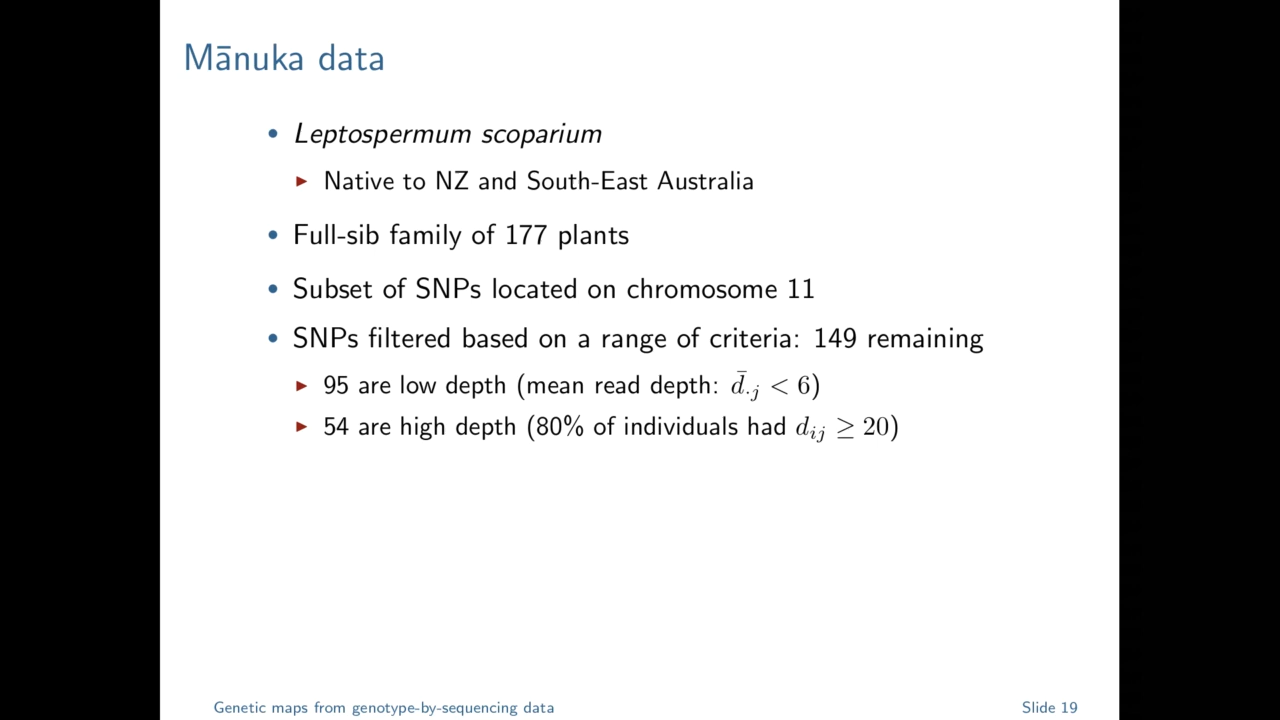 Mānuka data
• Leptospermum scoparium
▶ Native to NZ and South-East Australia
• Full-sib family of 177 plants
• Subset of SNPs located on chromosome 11
• SNPs filtered based on a range of criteria: 149 remaining
▶ 95 are low depth (mean read depth: d̄.j < 6)
▶ 54 are high depth (80% of individuals had dij ≥ 20)
Genetic maps from genotype-by-sequencing data
Slide 19